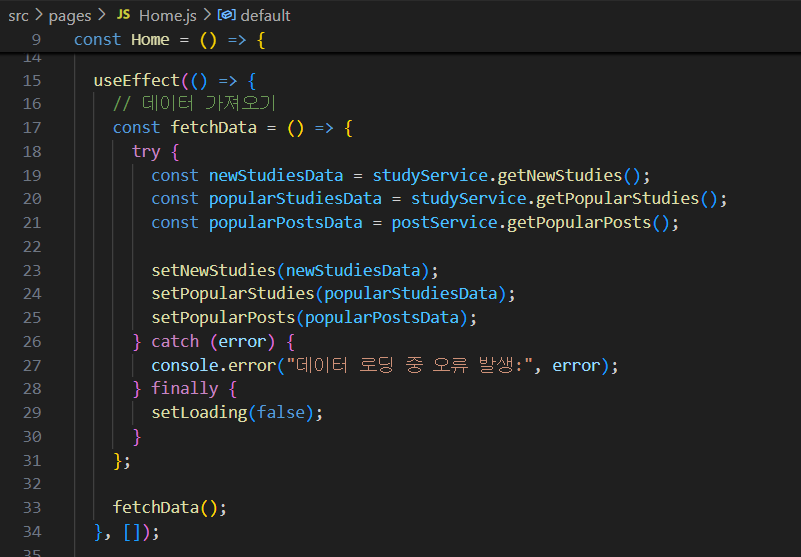 src > pages > JS Home.js > default
9 const Home = () => {
14
15 useEffect(() => {
16 // 데이터 가져오기
17 const fetchData = () => {
18 try {
19 const newStudiesData = studyService.getNewStudies();
20 const popularStudiesData = studyService.getPopularStudies();
21 const popularPostsData = postService.getPopularPosts();
22
23 setNewStudies(newStudiesData);
24 setPopularStudies(popularStudiesData);
25 setPopularPosts(popularPostsData);
26 } catch (error) {
27 console.error("데이터 로딩 중 오류 발생:", error);
28 } finally {
29 setLoading(false);
30 }
31 };
32
33 fetchData();
34 }, []);
35